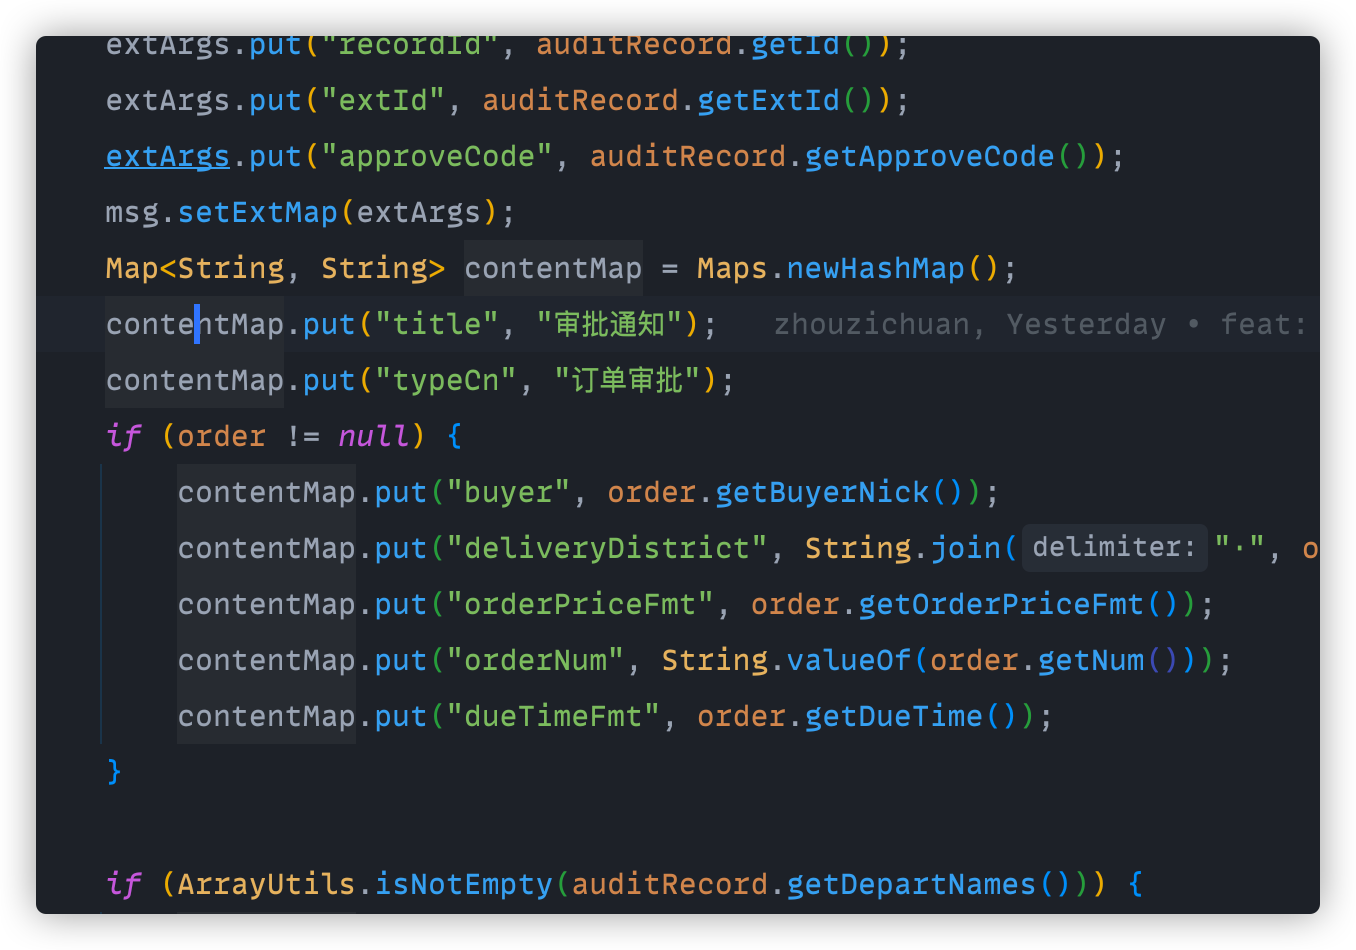 extArgs.put("recordId", auditRecord.getId());
extArgs.put("extId", auditRecord.getExtId());
extArgs.put("approveCode", auditRecord.getApproveCode());
msg.setExtMap(extArgs);
Map<String, String> contentMap = Maps.newHashMap();
contentMap.put("title", "审批通知"); zhouzichuan, Yesterday • feat:
contentMap.put("typeCn", "订单审批");
if (order != null) {
contentMap.put("buyer", order.getBuyerNick());
contentMap.put("deliveryDistrict", String.join( delimiter: "·", o
contentMap.put("orderPriceFmt", order.getOrderPriceFmt());
contentMap.put("orderNum", String.valueOf(order.getNum()));
contentMap.put("dueTimeFmt", order.getDueTime());
}
if (ArrayUtils.isNotEmpty(auditRecord.getDepartNames())) {